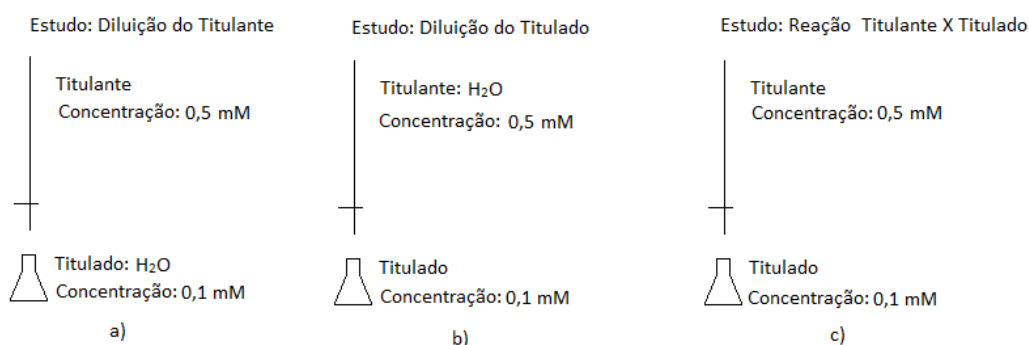 Estudo: Diluição do Titulante
Titulante
Concentração: 0,5 mM
Titulado: H₂O
Concentração: 0,1 mM
a)
Estudo: Diluição do Titulado
Titulante: H₂O
Concentração: 0,5 mM
Titulado
Concentração: 0,1 mM
b)
Estudo: Reação Titulante X Titulado
Titulante
Concentração: 0,5 mM
Titulado
Concentração: 0,1 mM
c)